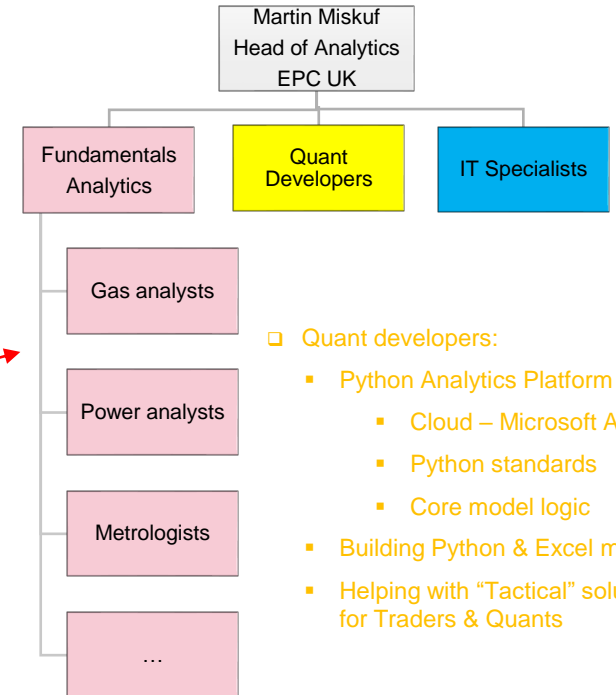 Martin Miskuf
Head of Analytics
EPC UK
Fundamentals
Analytics
Quant
Developers
IT Specialists
Gas analysts
Power analysts
Metrologists
…
Quant developers:
Python Analytics Platform
Cloud – Microsoft A
Python standards
Core model logic
Building Python & Excel m
Helping with “Tactical” solu
for Traders & Quants